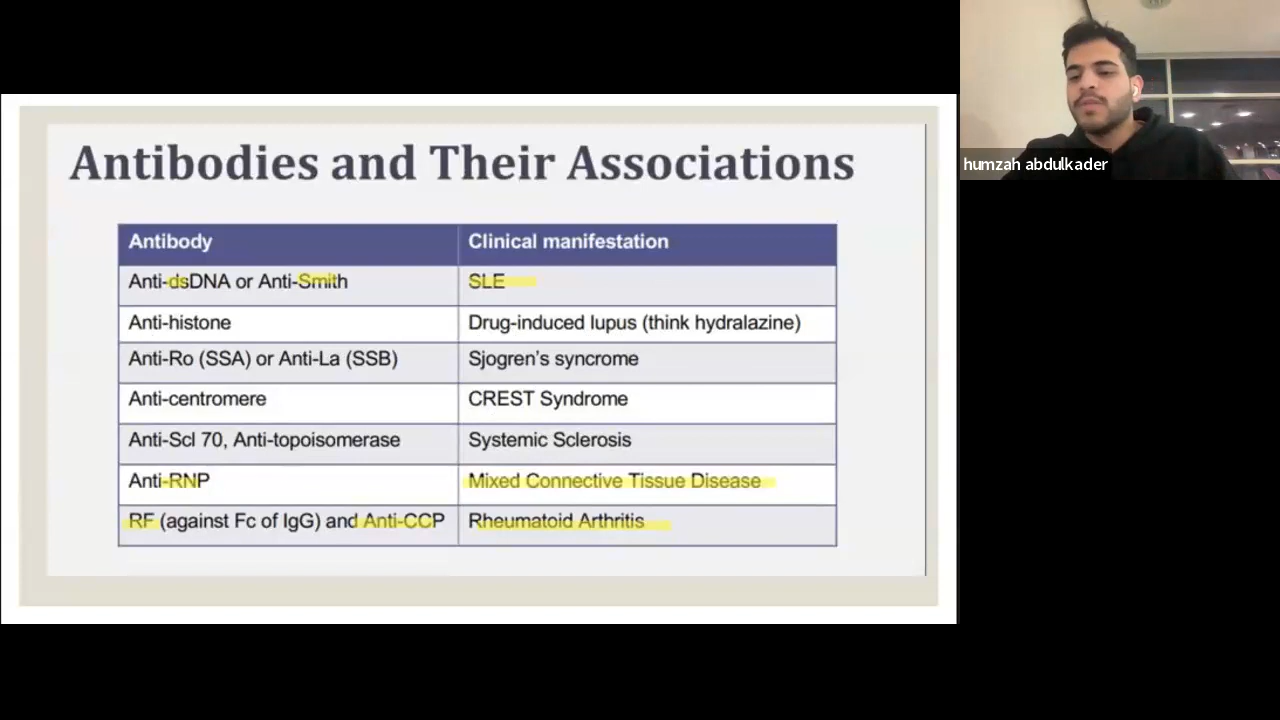 Antibodies and Their Associations
Antibody Clinical manifestation
Anti-dsDNA or Anti-Smith SLE
Anti-histone Drug-induced lupus (think hydralazine)
Anti-Ro (SSA) or Anti-La (SSB) Sjogren's syncrome
Anti-centromere CREST Syndrome
Anti-Scl 70, Anti-topoisomerase Systemic Sclerosis
Anti-RNP Mixed Connective Tissue Disease
RF (against Fc of IgG) and Anti-CCP Rheumatoid Arthritis
humzah abdulkader